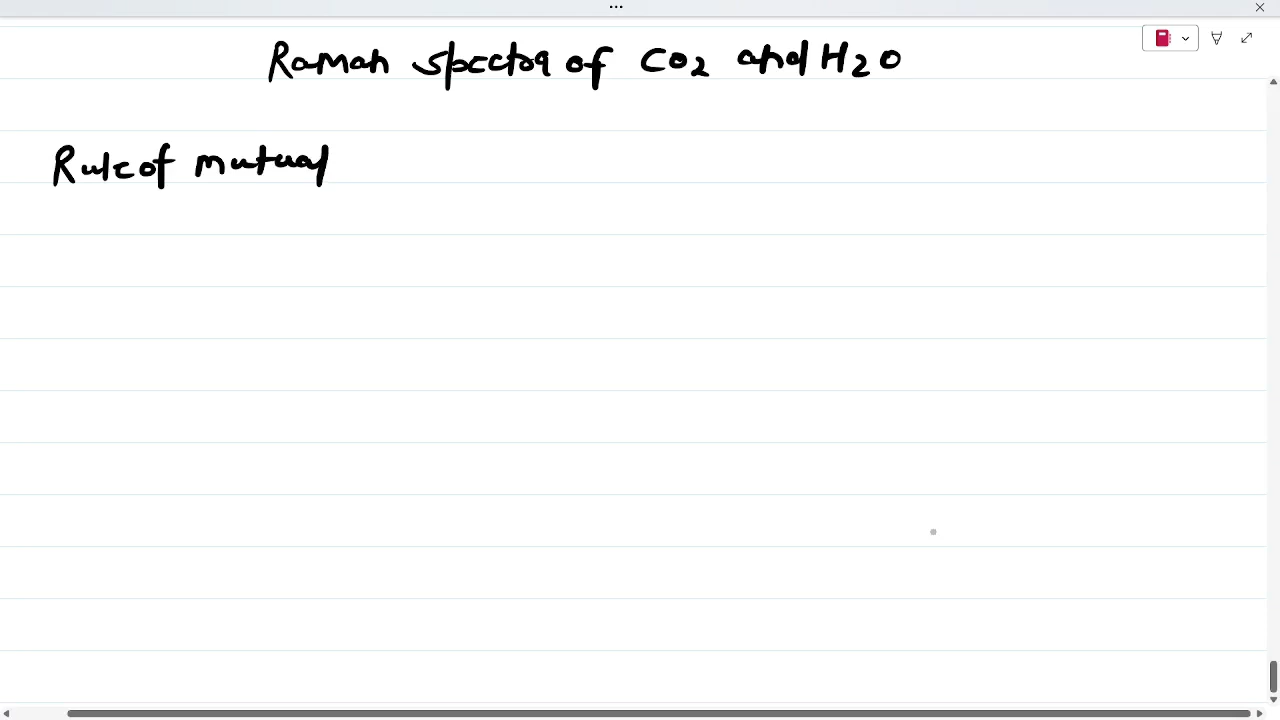 Raman spectra of CO2 and H2O
Rule of mutual